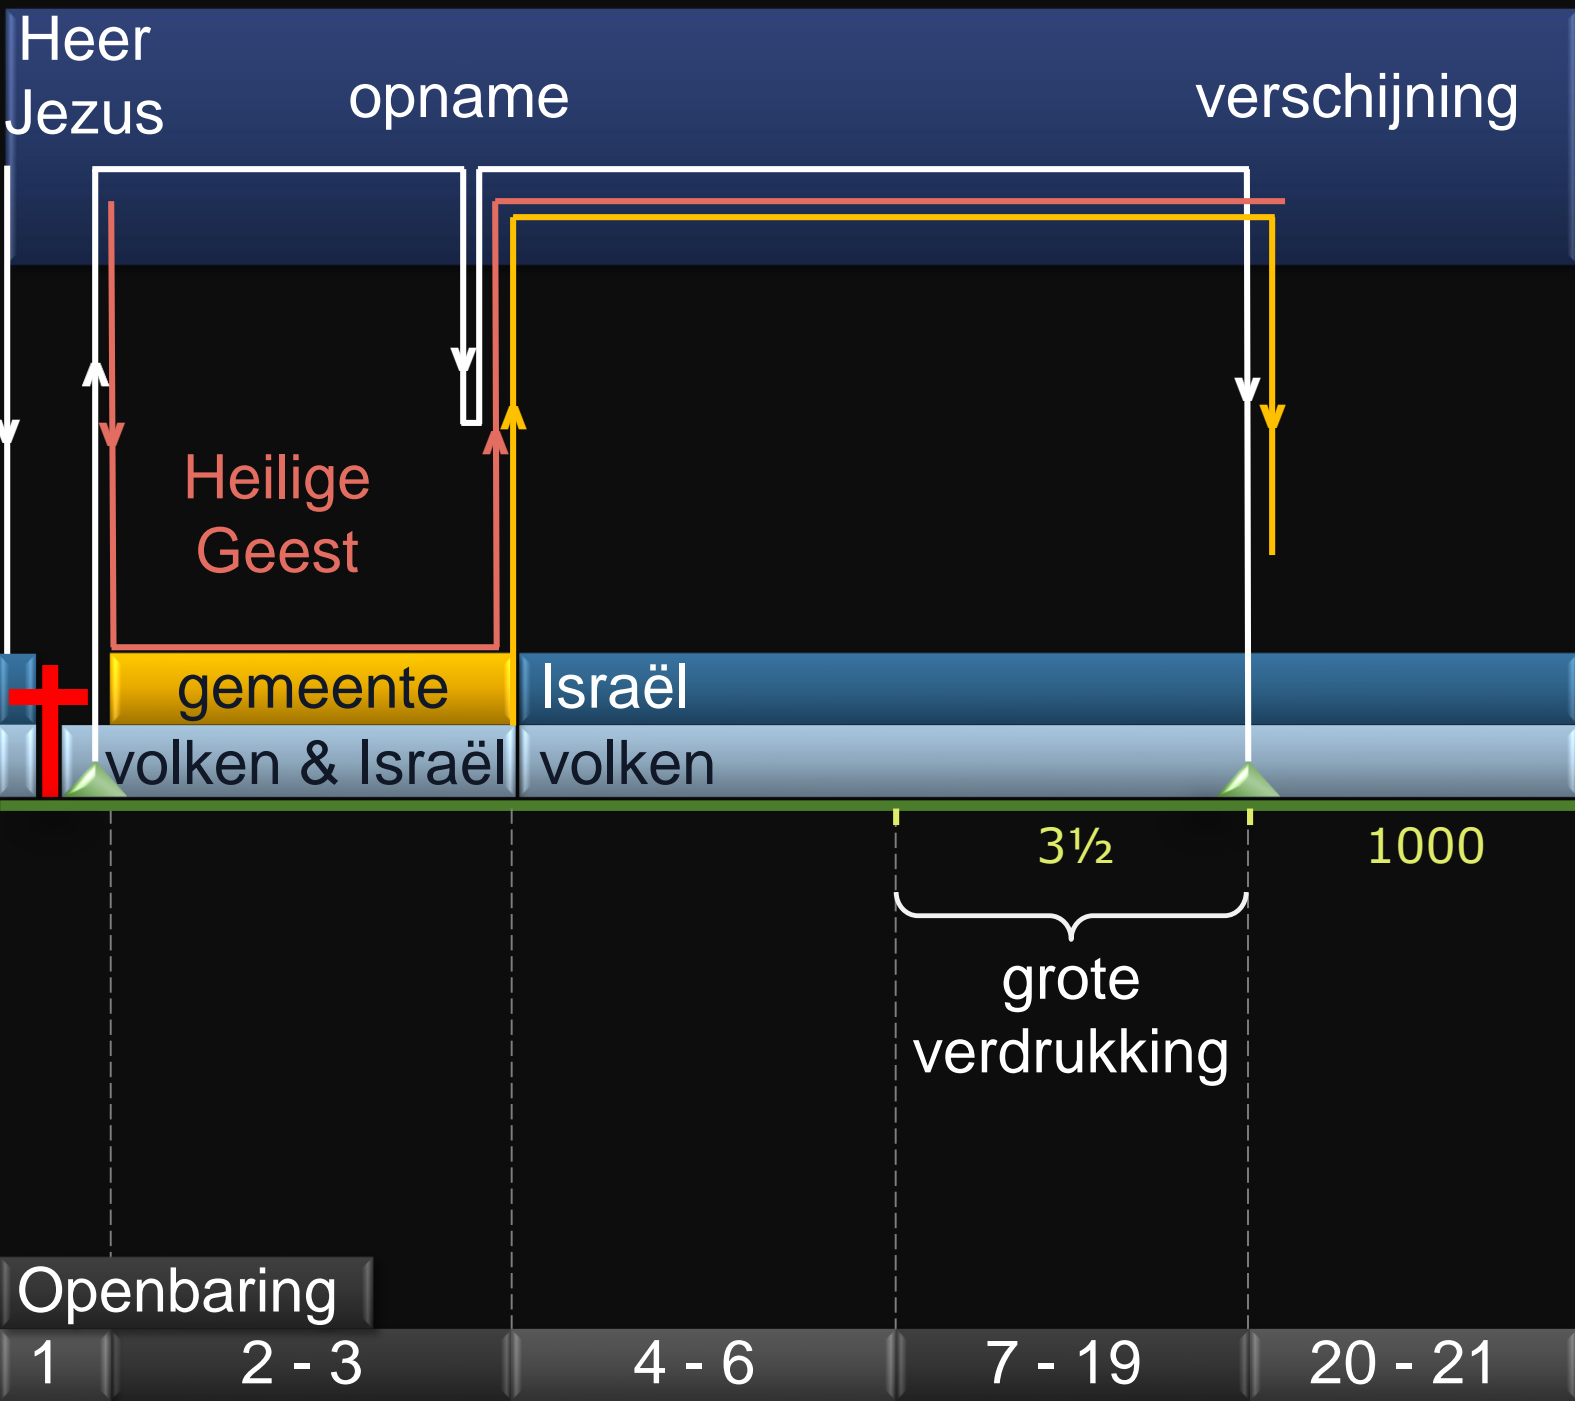 Heer
Jezus
opname
verschijning
Heilige
Geest
gemeente
Israël
volken & Israël
volken
3½
1000
grote
verdrukking
Openbaring
1
2 - 3
4 - 6
7 - 19
20 - 21